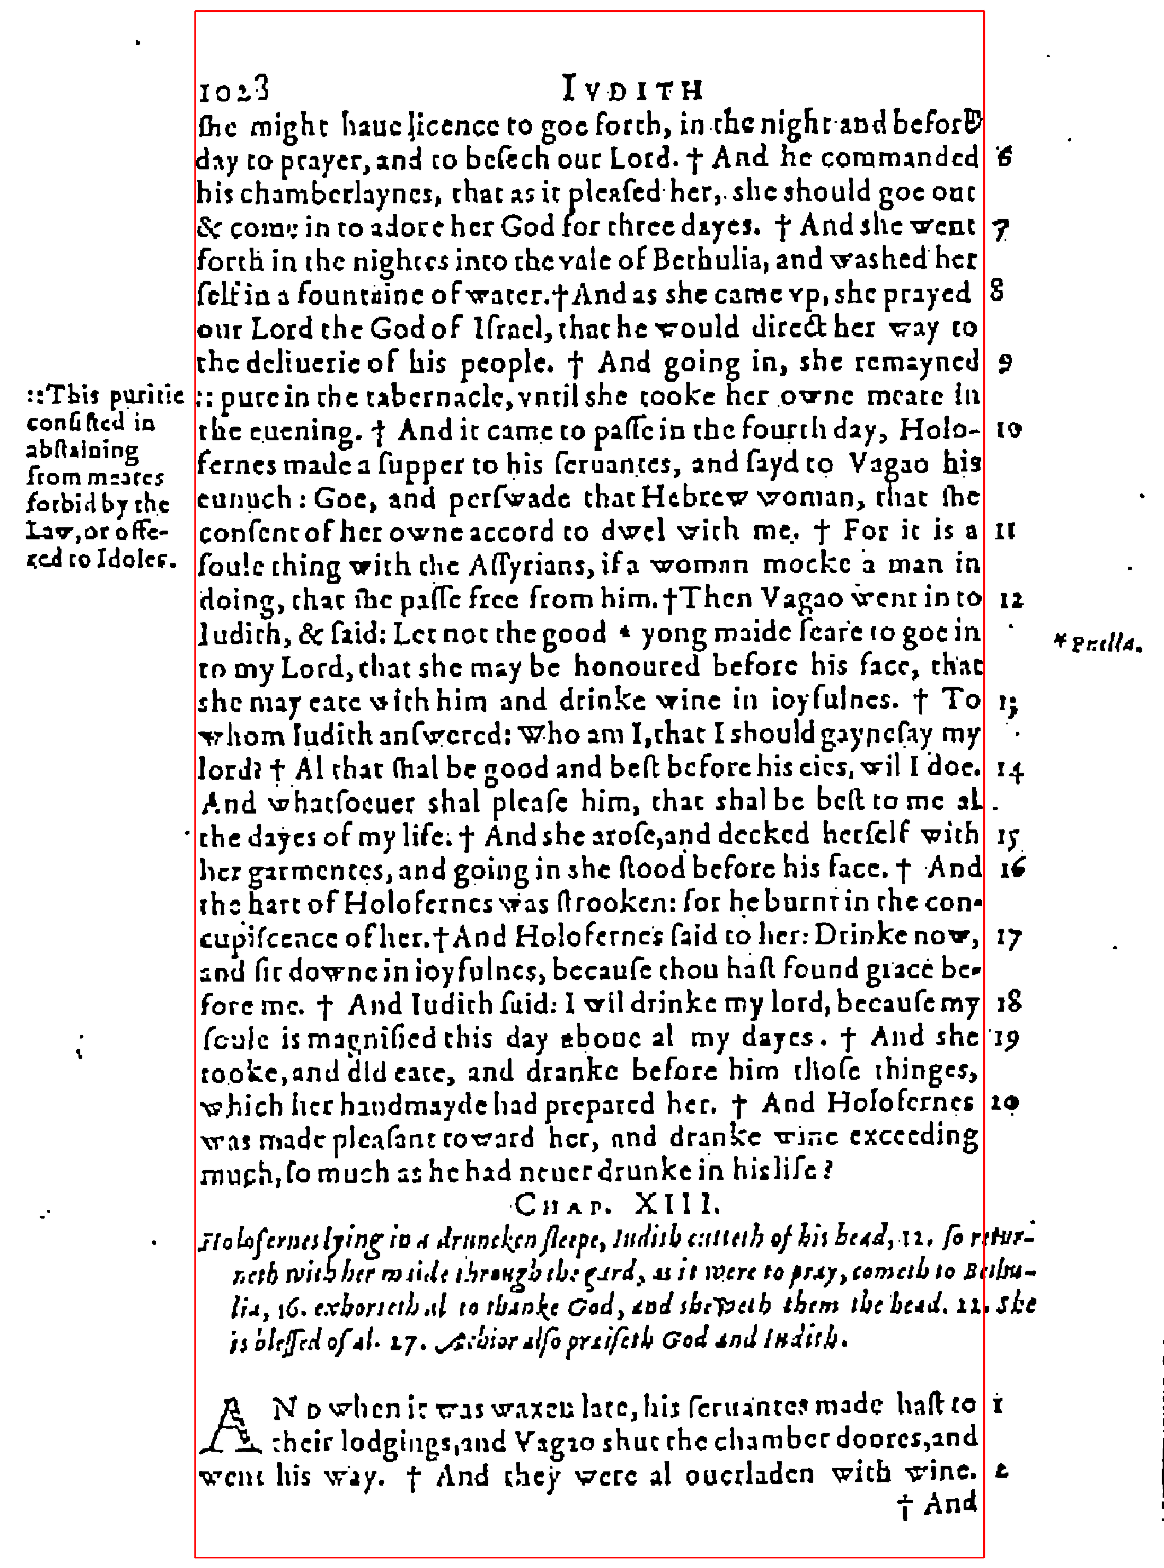 1023 IVDITH
ſhe might haue licence to goe forth, in the night and before
day to prayer, and to beſech our Lord. † And he commanded 6
his chamberlaynes, that as it pleaſed her, she should goe out
& come in to adore her God for three dayes. † And she went 7
forth in the nightes into the vale of Bethulia, and washed her
ſelf in a fountaine of water. † And as she came vp, she prayed 8
our Lord the God of Iſrael, that he would direct her way to
the deliuerie of his people. † And going in, she remayned 9
:: pure in the tabernacle, vntil she tooke her owne meate in
the euening. † And it came to paſſe in the fourth day, Holo- 10
fernes made a ſupper to his ſeruantes, and ſayd to Vagao his
eunuch: Goe, and perſwade that Hebrew woman, that ſhe
conſent of her owne accord to dwel with me. † For it is a 11
foule thing with the Aſſyrians, if a woman mocke a man in
doing, that ſhe paſſe free from him. † Then Vagao went in to 12
Iudith, & ſaid: Let not the good * yong maide feare to goe in
to my Lord, that she may be honoured before his face, that
she may eate with him and drinke wine in ioyfulnes. † To 13
whom Iudith anſwered: Who am I, that I should gayneſay my
lord? † Al that ſhal be good and beſt before his eies, wil I doe. 14
And whatſoeuer shal pleaſe him, that shal be beſt to me al
the dayes of my life. † And she aroſe, and decked herſelf with 15
her garmentes, and going in she ſtood before his face. † And 16
the hart of Holofernes was ſtrooken: for he burnt in the con-
cupiſcence of her. † And Holofernes ſaid to her: Drinke now, 17
and ſit downe in ioyfulnes, becauſe thou haſt found grace be-
fore me. † And Iudith ſaid: I wil drinke my lord, becauſe my 18
ſoule is magnified this day aboue al my dayes. † And she 19
tooke, and did eate, and dranke before him thoſe thinges,
which her handmayde had prepared her. † And Holofernes 20
was made pleaſant toward her, and dranke wine exceeding
much, ſo much as he had neuer drunke in his life?
::This puritie
conſiſted in
abſtaining
from meates
forbid by the
Law, or offe-
red to Idoles.
*Puella.
CHAP. XIII.
Holofernes lying in a druncken ſleepe, Iudith cutteth of his head, 12. ſo retur-
neth with her maide through the gard, as it were to pray, cometh to Bethu-
lia, 16. exhorteth al to thanke God, and sheweth them the head. 22. She
is bleſſed of al. 27. Achior alſo praiſeth God and Iudith.
AND when it was waxen late, his ſeruantes made haſt to 1
their lodgings, and Vagao shut the chamber doores, and
went his way. † And they were al ouerladen with wine. 2
† And